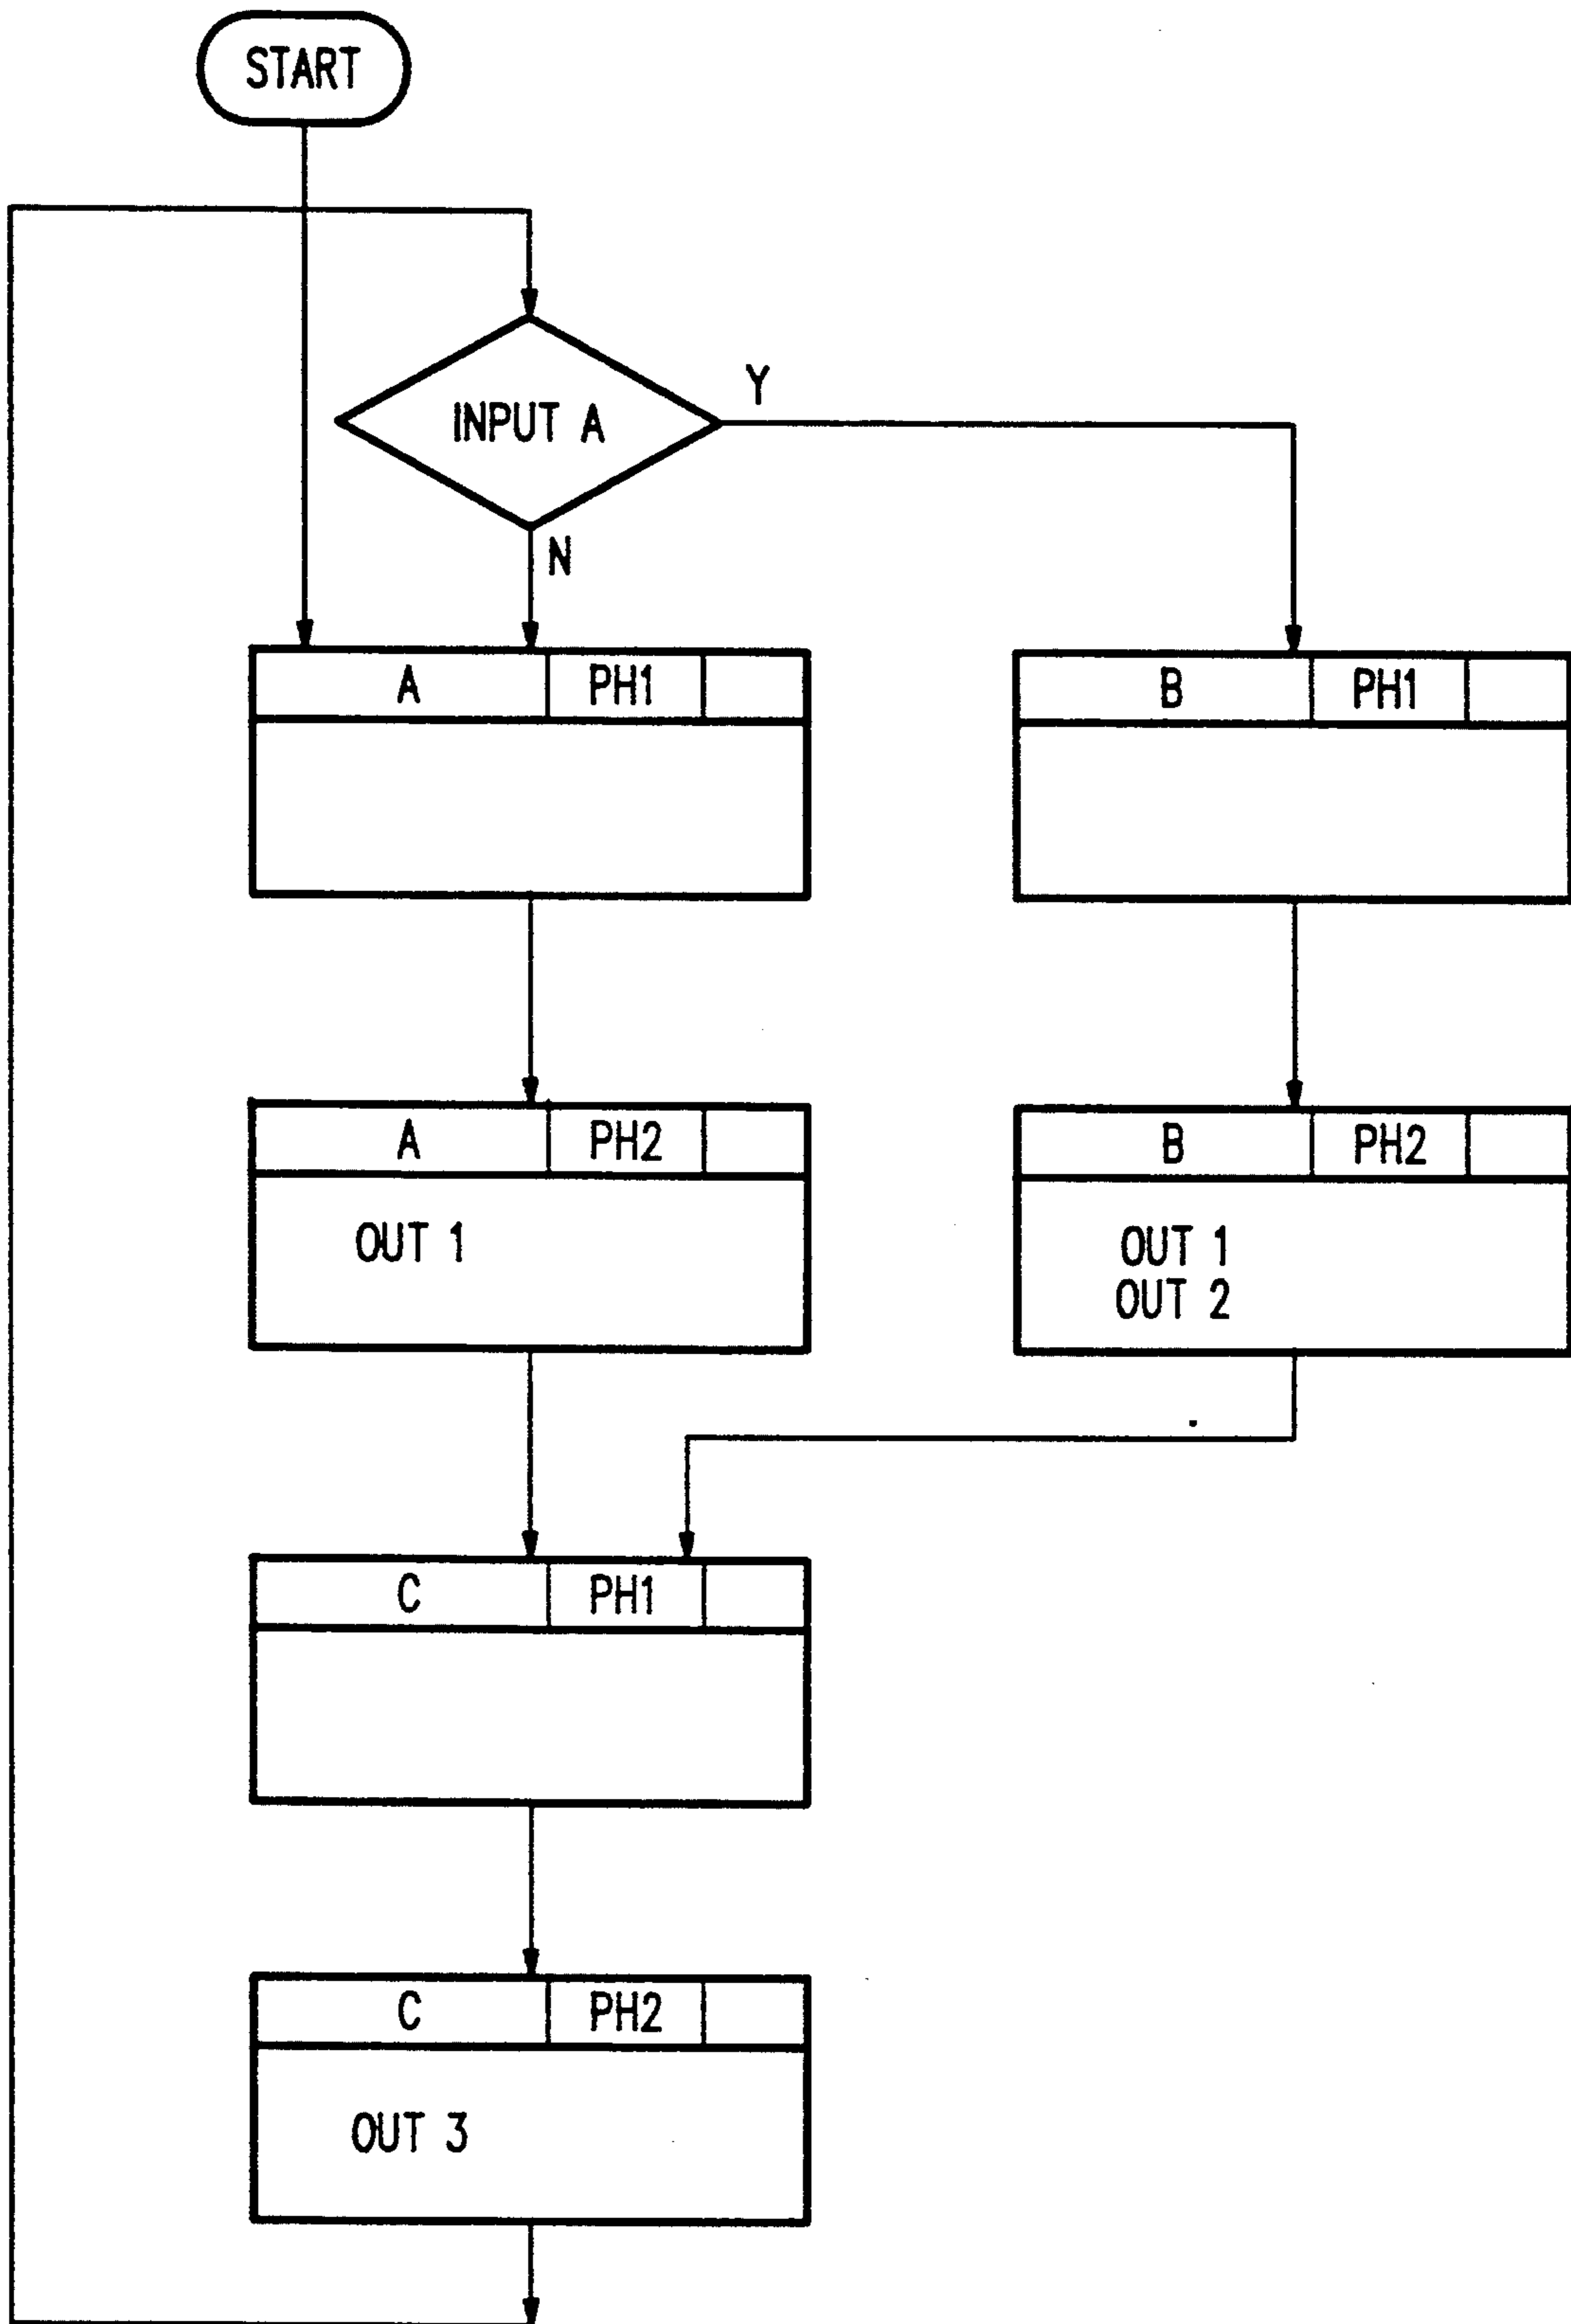 START
INPUT A
Y
N
A PH1
B PH1
A PH2
B PH2
OUT 1
OUT 1
OUT 2
C PH1
C PH2
OUT 3